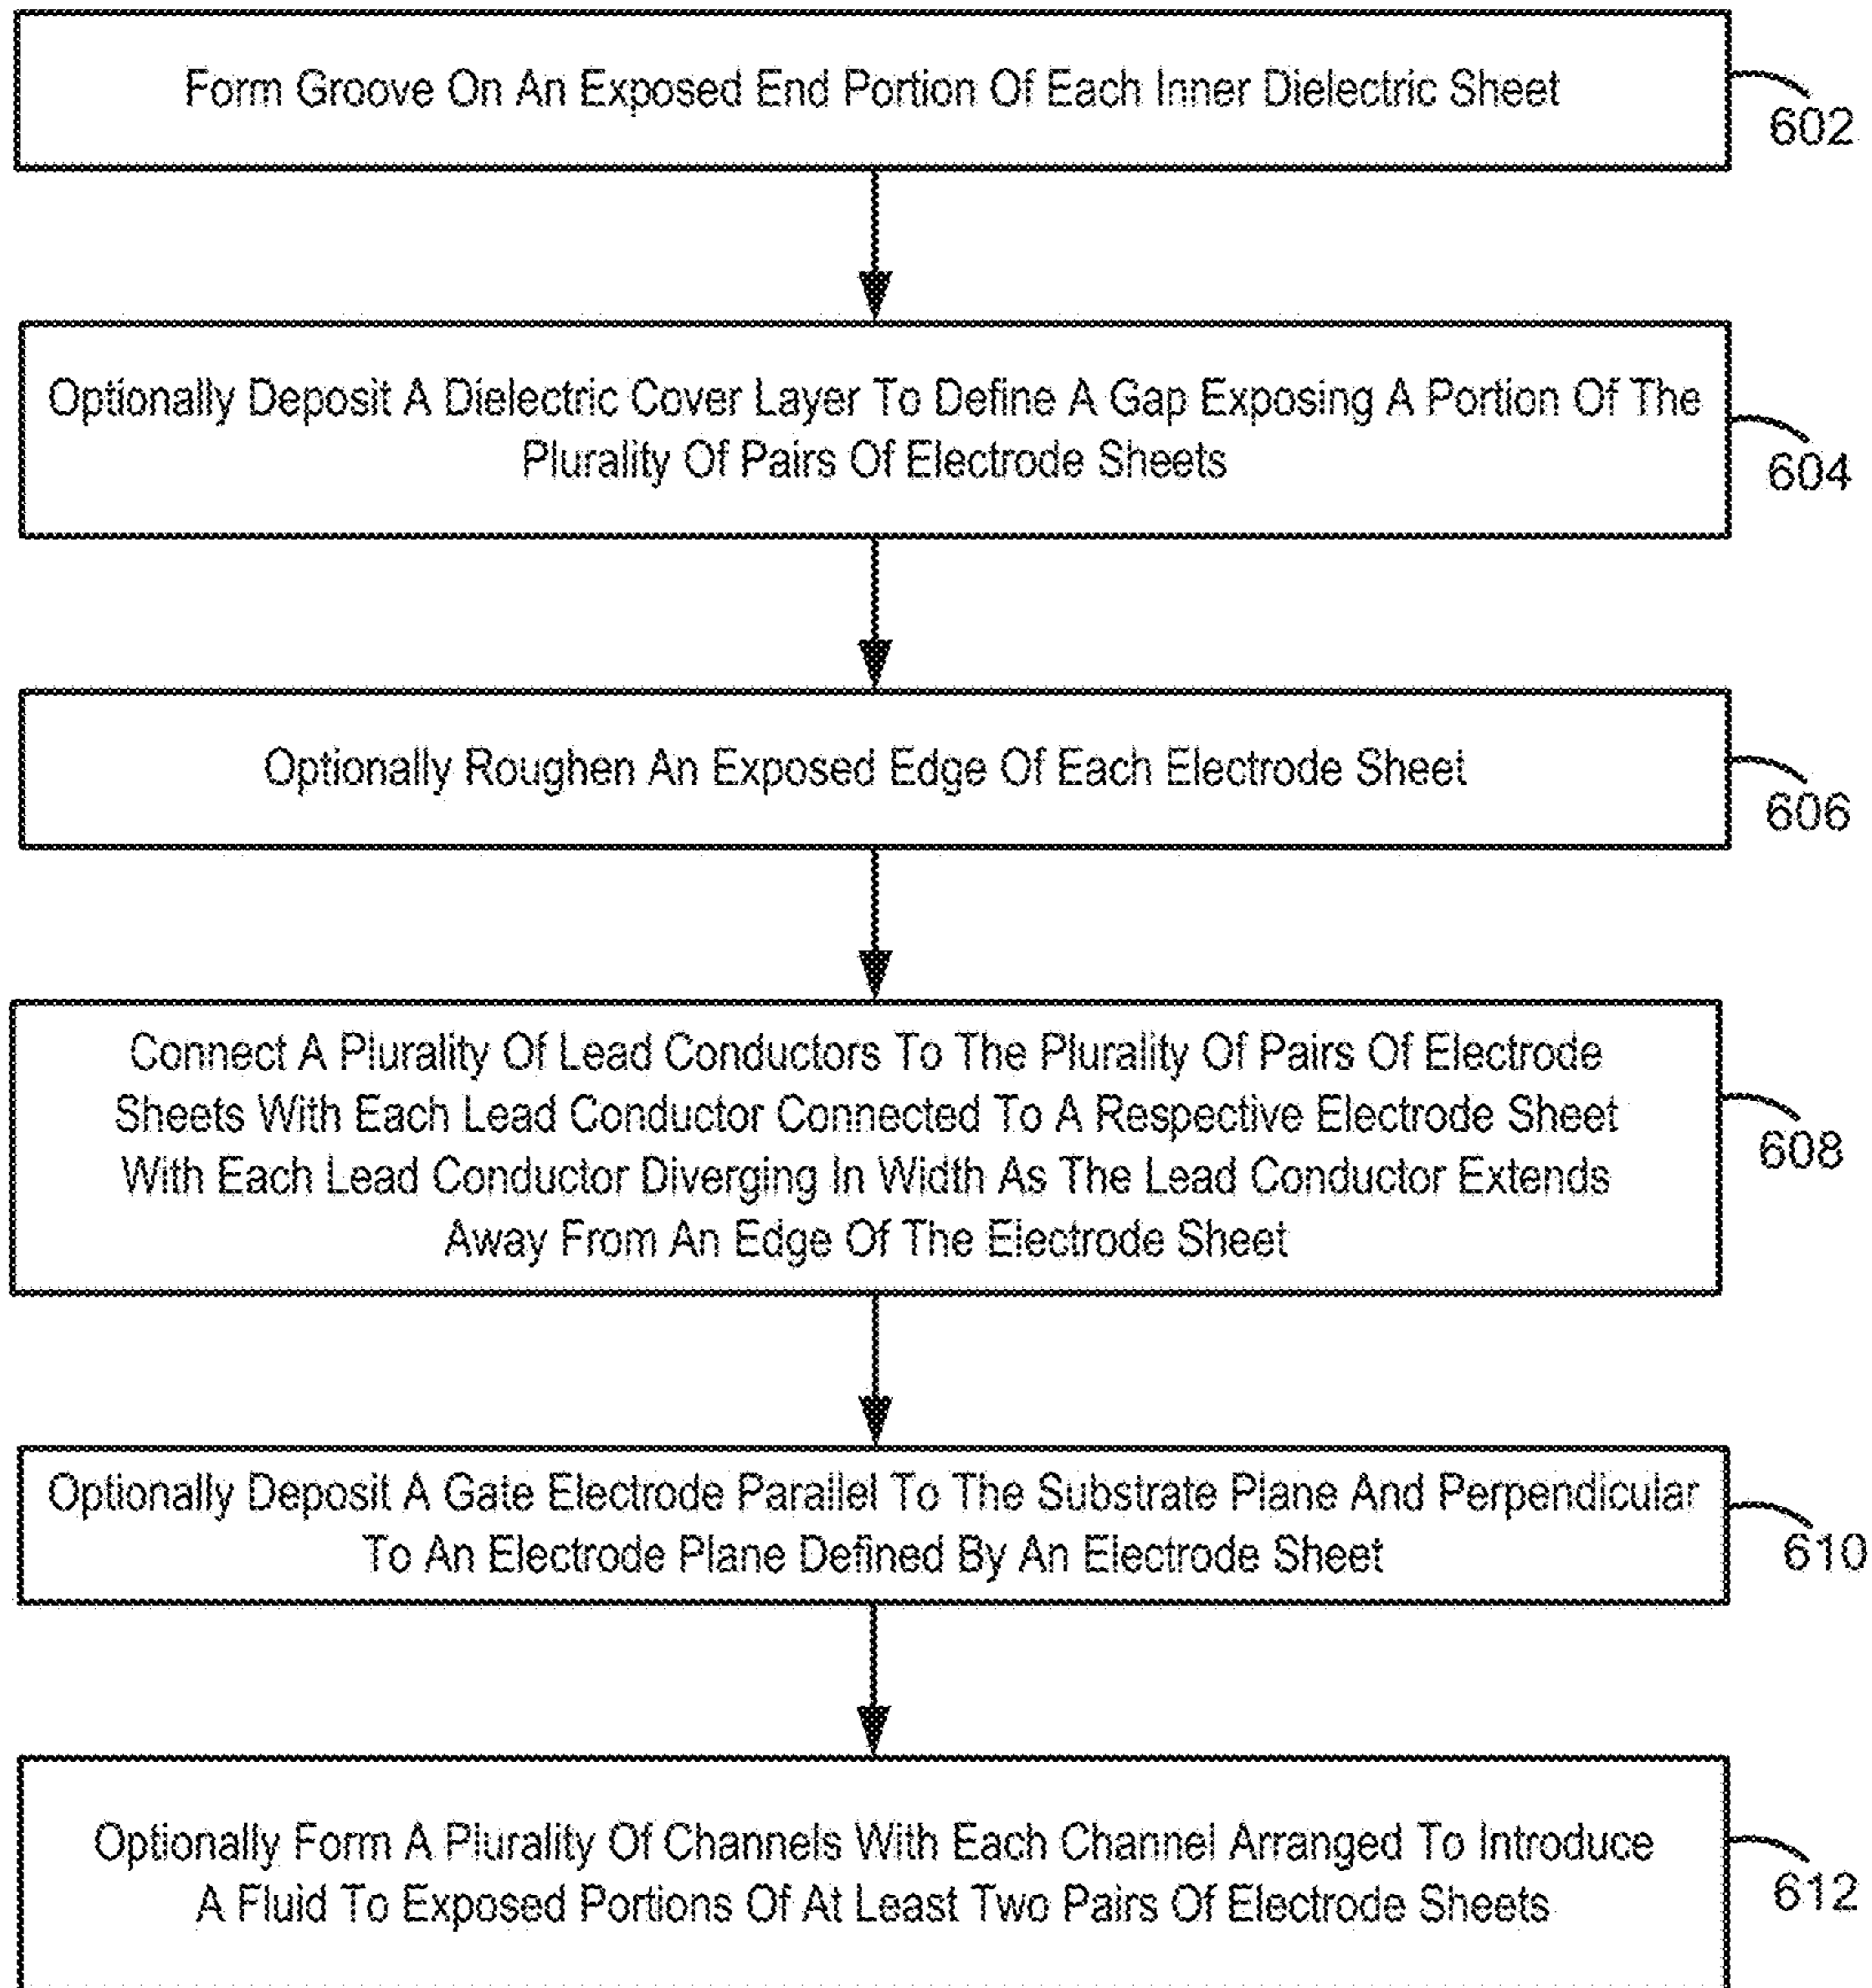 Form Groove On An Exposed End Portion Of Each Inner Dielectric Sheet
602
Optionally Deposit A Dielectric Cover Layer To Define A Gap Exposing A Portion Of The
Plurality Of Pairs Of Electrode Sheets
604
Optionally Roughen An Exposed Edge Of Each Electrode Sheet
606
Connect A Plurality Of Lead Conductors To The Plurality Of Pairs Of Electrode
Sheets With Each Lead Conductor Connected To A Respective Electrode Sheet
With Each Lead Conductor Diverging In Width As The Lead Conductor Extends
Away From An Edge Of The Electrode Sheet
608
Optionally Deposit A Gate Electrode Parallel To The Substrate Plane And Perpendicular
To An Electrode Plane Defined By An Electrode Sheet
610
Optionally Form A Plurality Of Channels With Each Channel Arranged To Introduce
A Fluid To Exposed Portions Of At Least Two Pairs Of Electrode Sheets
612